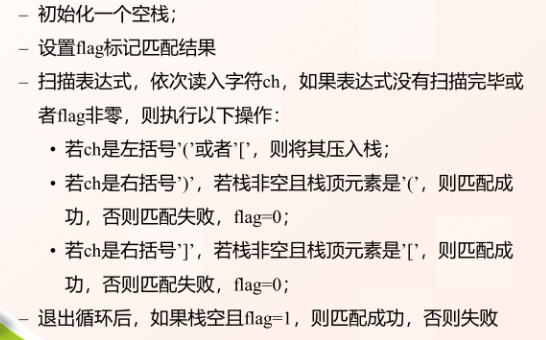 – 初始化一个空栈；
– 设置flag标记匹配结果
– 扫描表达式，依次读入字符ch，如果表达式没有扫描完毕或
者flag非零，则执行以下操作：
• 若ch是左括号’(’或者’[’，则将其压入栈；
• 若ch是右括号’)’，若栈非空且栈顶元素是’(’，则匹配成
功，否则匹配失败，flag=0；
• 若ch是右括号’]’，若栈非空且栈顶元素是’[’，则匹配成
功，否则匹配失败，flag=0；
– 退出循环后，如果栈空且flag=1，则匹配成功，否则失败